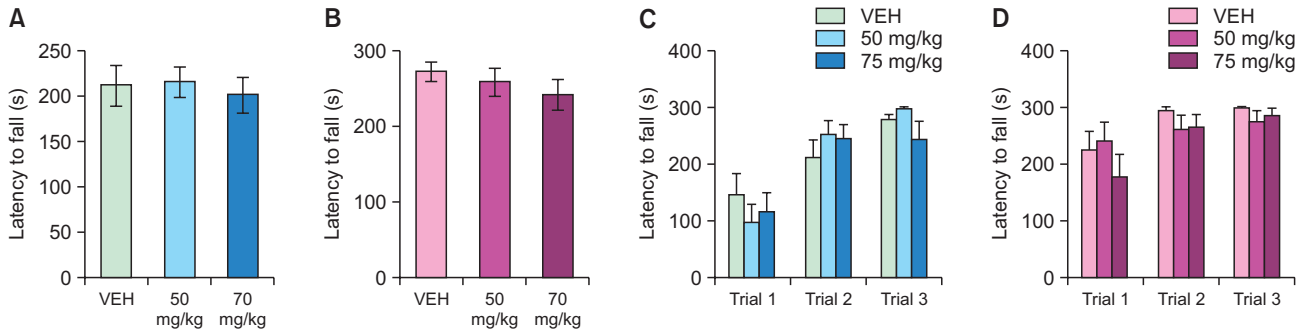 A
Latency to fall (s)
250
200
150
100
50
0
VEH
50
mg/kg
70
mg/kg
B
Latency to fall (s)
300
200
100
0
VEH
50
mg/kg
70
mg/kg
C
VEH
50 mg/kg
75 mg/kg
Latency to fall (s)
400
300
200
100
0
Trial 1
Trial 2
Trial 3
D
VEH
50 mg/kg
75 mg/kg
Latency to fall (s)
400
300
200
100
0
Trial 1
Trial 2
Trial 3